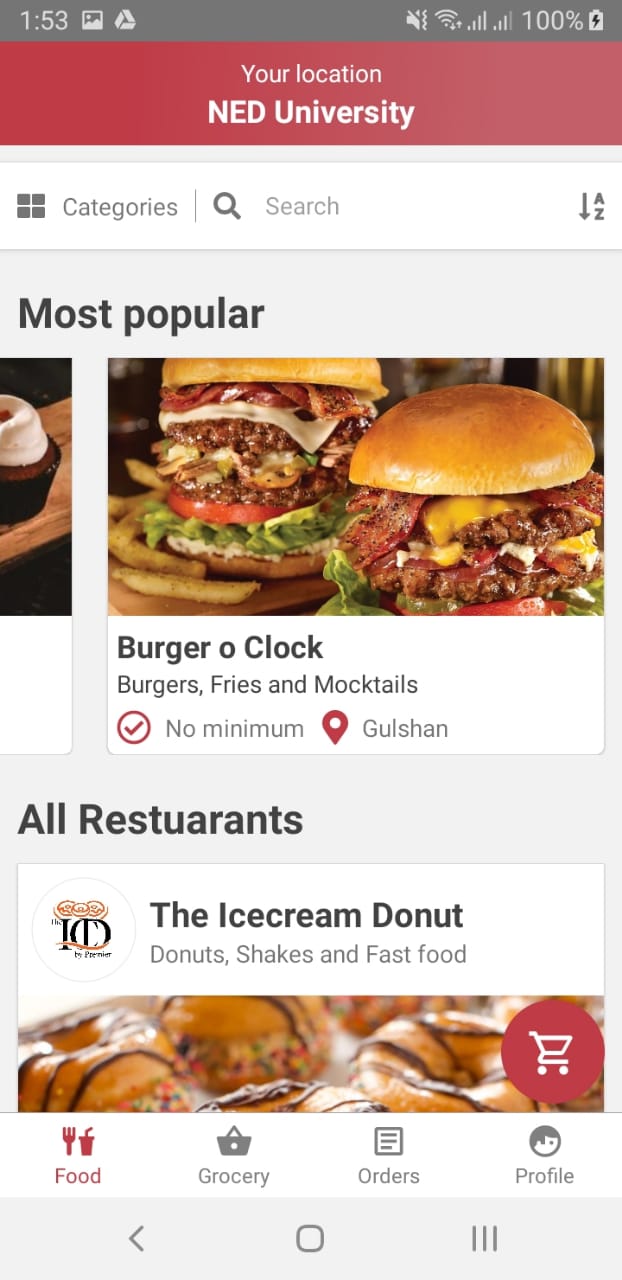 1:53 100%
Your location
NED University
Categories Search A Z
Most popular
Burger o Clock
Burgers, Fries and Mocktails
No minimum Gulshan
All Restuarants
The ICD by Premier
The Icecream Donut
Donuts, Shakes and Fast food
Food Grocery Orders Profile